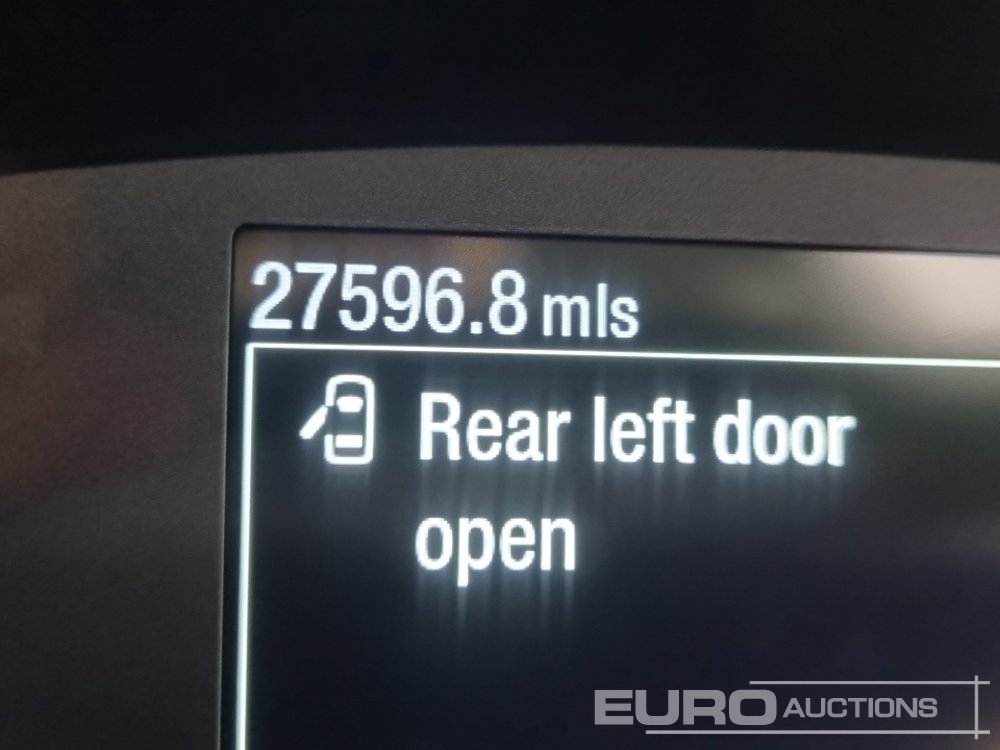 27596.8 mls
Rear left door
open
EURO AUCTIONS